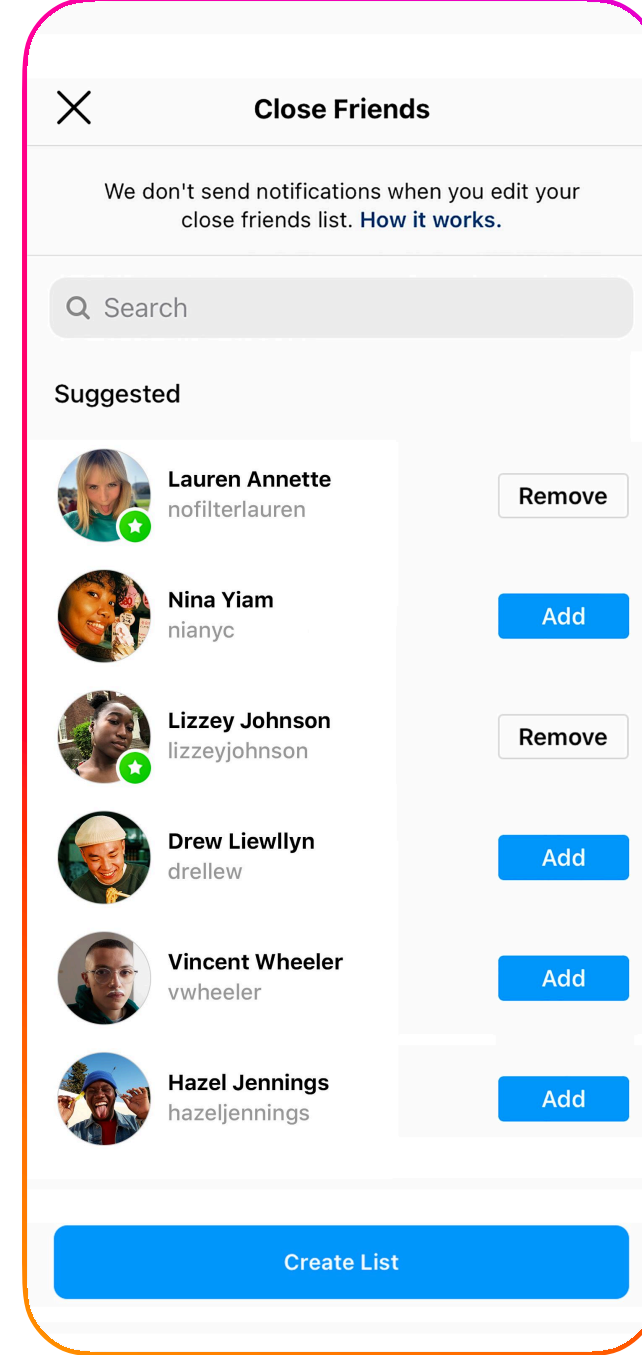 Close Friends
We don't send notifications when you edit your
close friends list. How it works.
Search
Suggested
Lauren Annette
nofilterlauren
Remove
Nina Yiam
nianyc
Add
Lizzey Johnson
lizzeyjohnson
Remove
Drew Liewllyn
drellew
Add
Vincent Wheeler
vwheeler
Add
Hazel Jennings
hazeljennings
Add
Create List